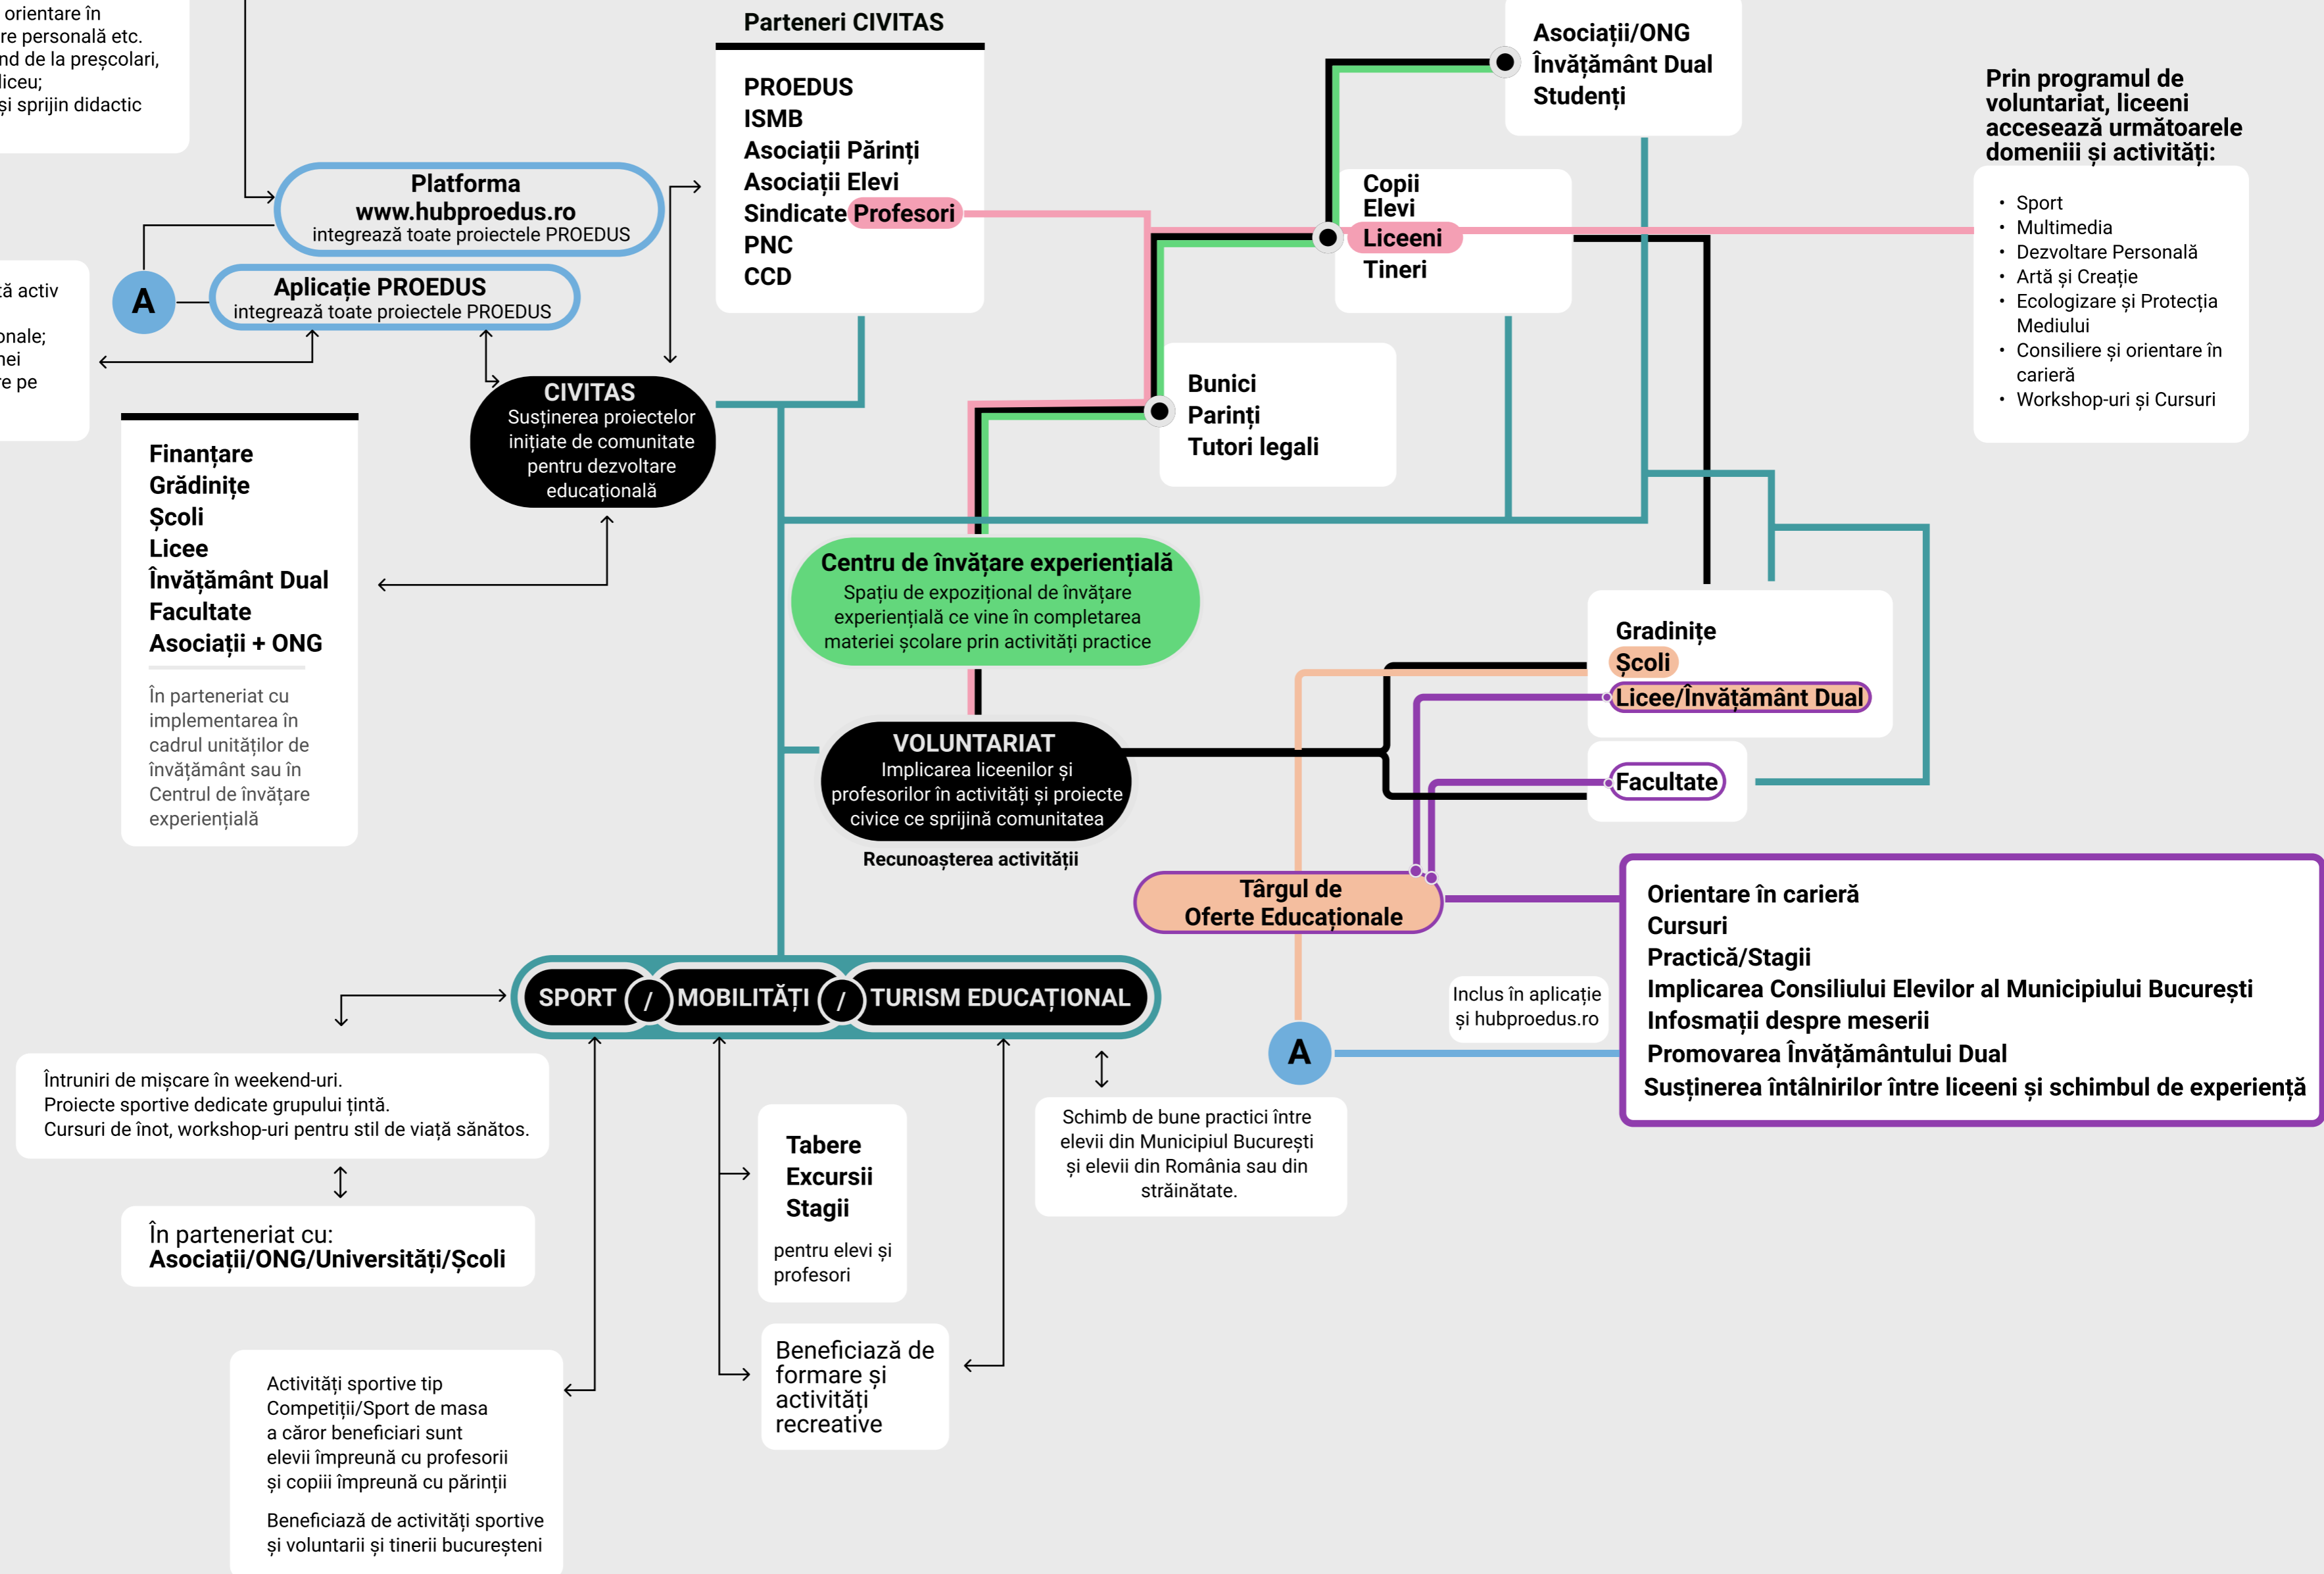 orientare în
re personală etc.
nd de la preșcolari,
liceu;
și sprijin didactic
Platforma
www.hubproedus.ro
integrează toate proiectele PROEDUS
A
Aplicație PROEDUS
integrează toate proiectele PROEDUS
tă activ
onale;
nei
re pe
Finanțare
Grădinițe
Școli
Licee
Învățământ Dual
Facultate
Asociații + ONG
În parteneriat cu
implementarea în
cadrul unităților de
învățământ sau în
Centrul de învățare
experiențială
CIVITAS
Susținerea proiectelor
inițiate de comunitate
pentru dezvoltare
educațională
Parteneri CIVITAS
PROEDUS
ISMB
Asociații Părinți
Asociații Elevi
Sindicate Profesori
PNC
CCD
Asociații/ONG
Învățământ Dual
Studenți
Copii
Elevi
Liceeni
Tineri
Bunici
Parinți
Tutori legali
Prin programul de
voluntariat, liceeni
accesează următoarele
domeniii și activități:
• Sport
• Multimedia
• Dezvoltare Personală
• Artă și Creație
• Ecologizare și Protecția
Mediului
• Consiliere și orientare în
carieră
• Workshop-uri și Cursuri
Centru de învățare experiențială
Spațiu de expozițional de învățare
experiențială ce vine în completarea
materiei școlare prin activități practice
VOLUNTARIAT
Implicarea liceenilor și
profesorilor în activități și proiecte
civice ce sprijină comunitatea
Recunoașterea activității
Gradinițe
Școli
Licee/Învățământ Dual
Facultate
Târgul de
Oferte Educaționale
Orientare în carieră
Cursuri
Practică/Stagii
Implicarea Consiliului Elevilor al Municipiului București
Infosmații despre meserii
Promovarea Învățământului Dual
Susținerea întâlnirilor între liceeni și schimbul de experiență
Inclus în aplicație
și hubproedus.ro
A
SPORT / MOBILITĂȚI / TURISM EDUCAȚIONAL
Întruniri de mișcare în weekend-uri.
Proiecte sportive dedicate grupului țintă.
Cursuri de înot, workshop-uri pentru stil de viață sănătos.
În parteneriat cu:
Asociații/ONG/Universități/Școli
Activități sportive tip
Competiții/Sport de masa
a căror beneficiari sunt
elevii împreună cu profesorii
și copiii împreună cu părinții
Beneficiază de activități sportive
și voluntarii și tinerii bucureșteni
Tabere
Excursii
Stagii
pentru elevi și
profesori
Beneficiază de
formare și
activități
recreative
Schimb de bune practici între
elevii din Municipiul București
și elevii din România sau din
străinătate.